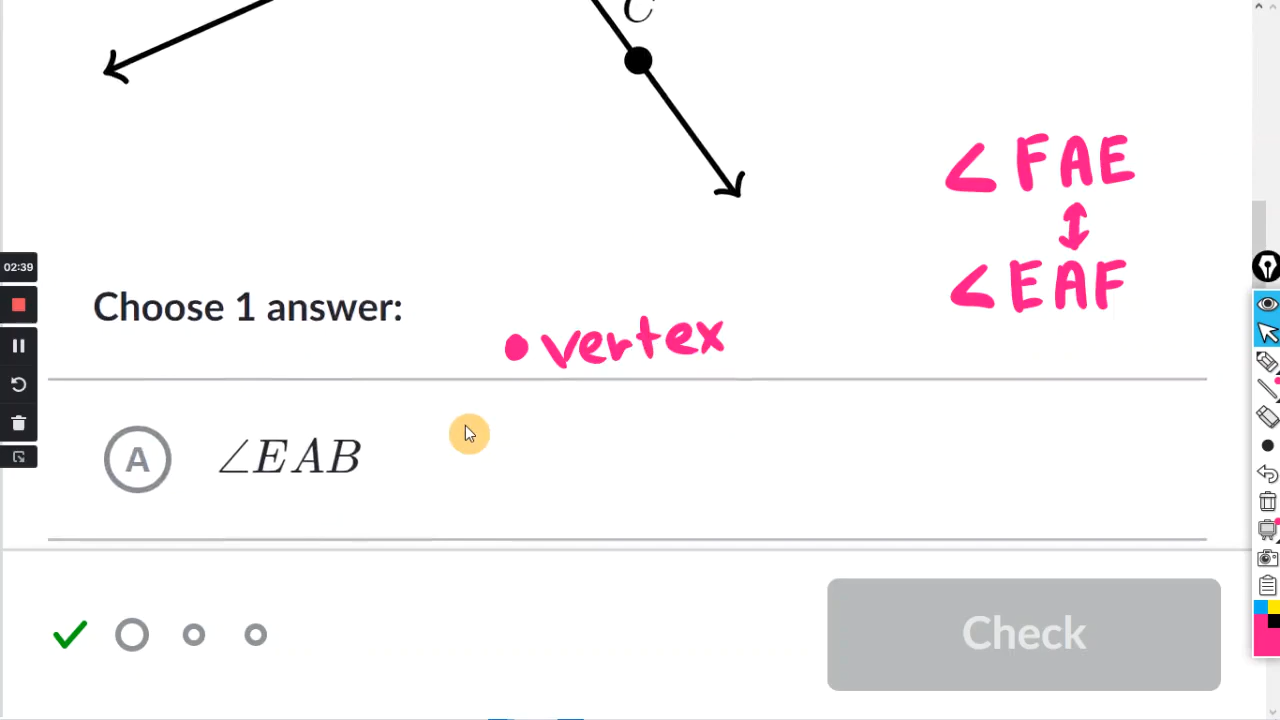 C
∠FAE
∠EAF
02:39
Choose 1 answer:
vertex
A ∠EAB
Check